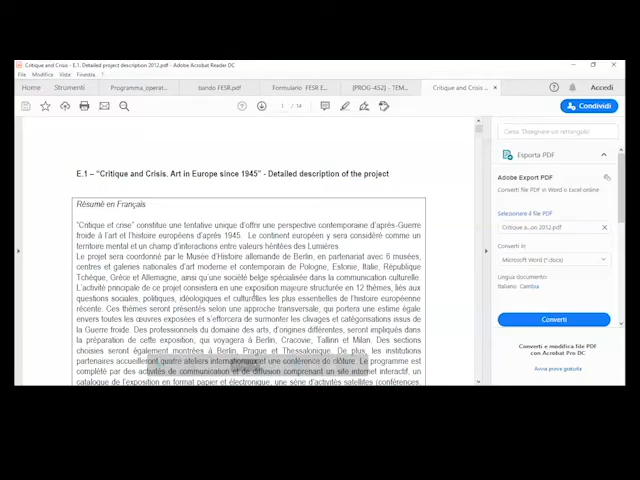 Critique and Crisis - E.1. Detailed project description 2012.pdf - Adobe Acrobat Reader DC
File Modifica Vista Finestra ?
Home Strumenti Programma_operat... bando FESR.pdf Formulario FESR E... [PROG-452] - TEM... Critique and Crisis ... × Accedi
1 / 14 Condividi
Cerca 'Disegnare un rettangolo'
E.1 – "Critique and Crisis. Art in Europe since 1945" - Detailed description of the project
Résumé en Français
"Critique et crise" constitue une tentative unique d'offrir une perspective contemporaine d'après-Guerre
froide à l'art et l'histoire européens d'après 1945. Le continent européen y sera considéré comme un
territoire mental et un champ d'interactions entre valeurs héritées des Lumières
Le projet sera coordonné par le Musée d'Histoire allemande de Berlin, en partenariat avec 6 musées,
centres et galeries nationales d'art moderne et contemporain de Pologne, Estonie, Italie, République
Tchèque, Grèce et Allemagne, ainsi qu'une société belge spécialisée dans la communication culturelle.
L'activité principale de ce projet consistera en une exposition majeure structurée en 12 thèmes, liés aux
questions sociales, politiques, idéologiques et culturelles les plus essentielles de l'histoire européenne
récente. Ces thèmes seront présentés selon une approche transversale, qui portera une estime égale
envers toutes les œuvres exposées et s'efforcera de surmonter les clivages et catégorisations issus de
la Guerre froide. Des professionnels du domaine des arts, d'origines différentes, seront impliqués dans
la préparation de cette exposition, qui voyagera à Berlin, Cracovie, Tallinn et Milan. Des sections
choisies seront également montrées à Berlin, Prague et Thessalonique. De plus, les institutions
partenaires accueilleront quatre ateliers internationaux et une conférence de clôture. Le programme est
complété par des activités de communication et de diffusion comprenant un site internet interactif, un
catalogue de l'exposition en format papier et électronique, une série d'activités satellites (conférences,
Esporta PDF
Adobe Export PDF
Converti file PDF in Word o Excel online
Selezionare il file PDF
Critique a...on 2012.pdf ×
Converti in
Microsoft Word (*.docx)
Lingua documento:
Italiano Cambia
Converti
Converti e modifica file PDF
con Acrobat Pro DC
Avvia prova gratuita